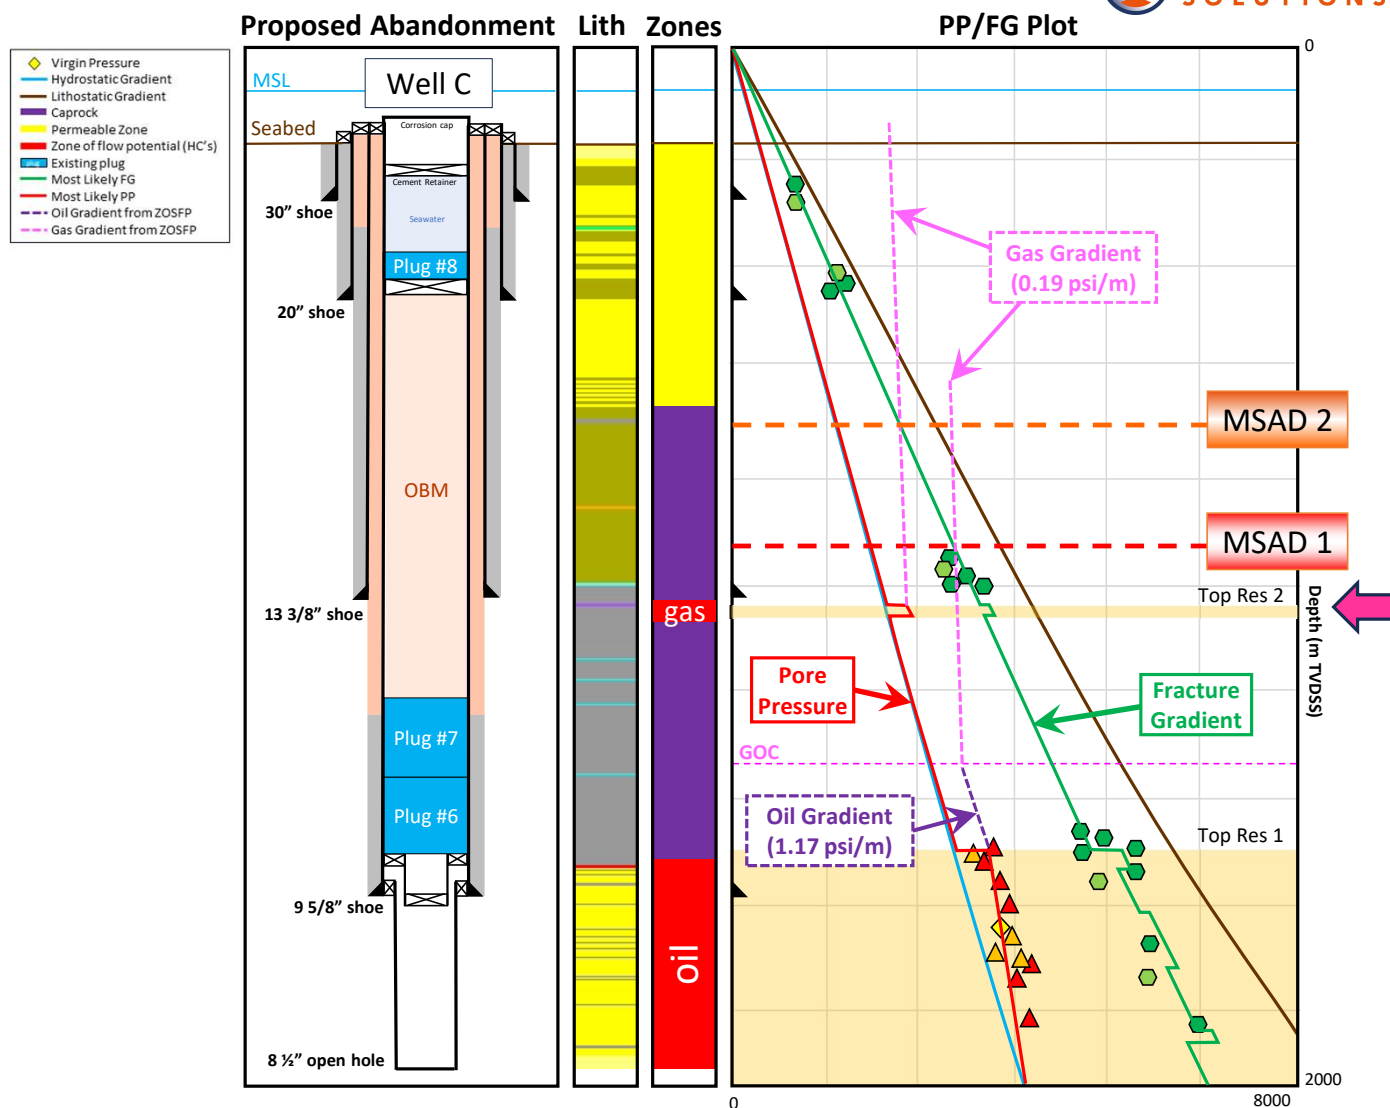 SOLUTIONS
Proposed Abandonment
Lith
Zones
PP/FG Plot
Virgin Pressure
Hydrostatic Gradient
Lithostatic Gradient
Caprock
Permeable Zone
Zone of flow potential (HC's)
Existing plug
Most Likely FG
Most Likely PP
Oil Gradient from ZOSFP
Gas Gradient from ZOSFP
MSL
Well C
Seabed
Corrosion cap
Cement Retainer
Seawater
30” shoe
Plug #8
20” shoe
OBM
13 3/8” shoe
Plug #7
Plug #6
9 5/8” shoe
8 ½” open hole
gas
oil
0
Gas Gradient
(0.19 psi/m)
MSAD 2
MSAD 1
Top Res 2
Depth (m TVDSS)
Pore
Pressure
Fracture
Gradient
GOC
Oil Gradient
(1.17 psi/m)
Top Res 1
2000
0
8000